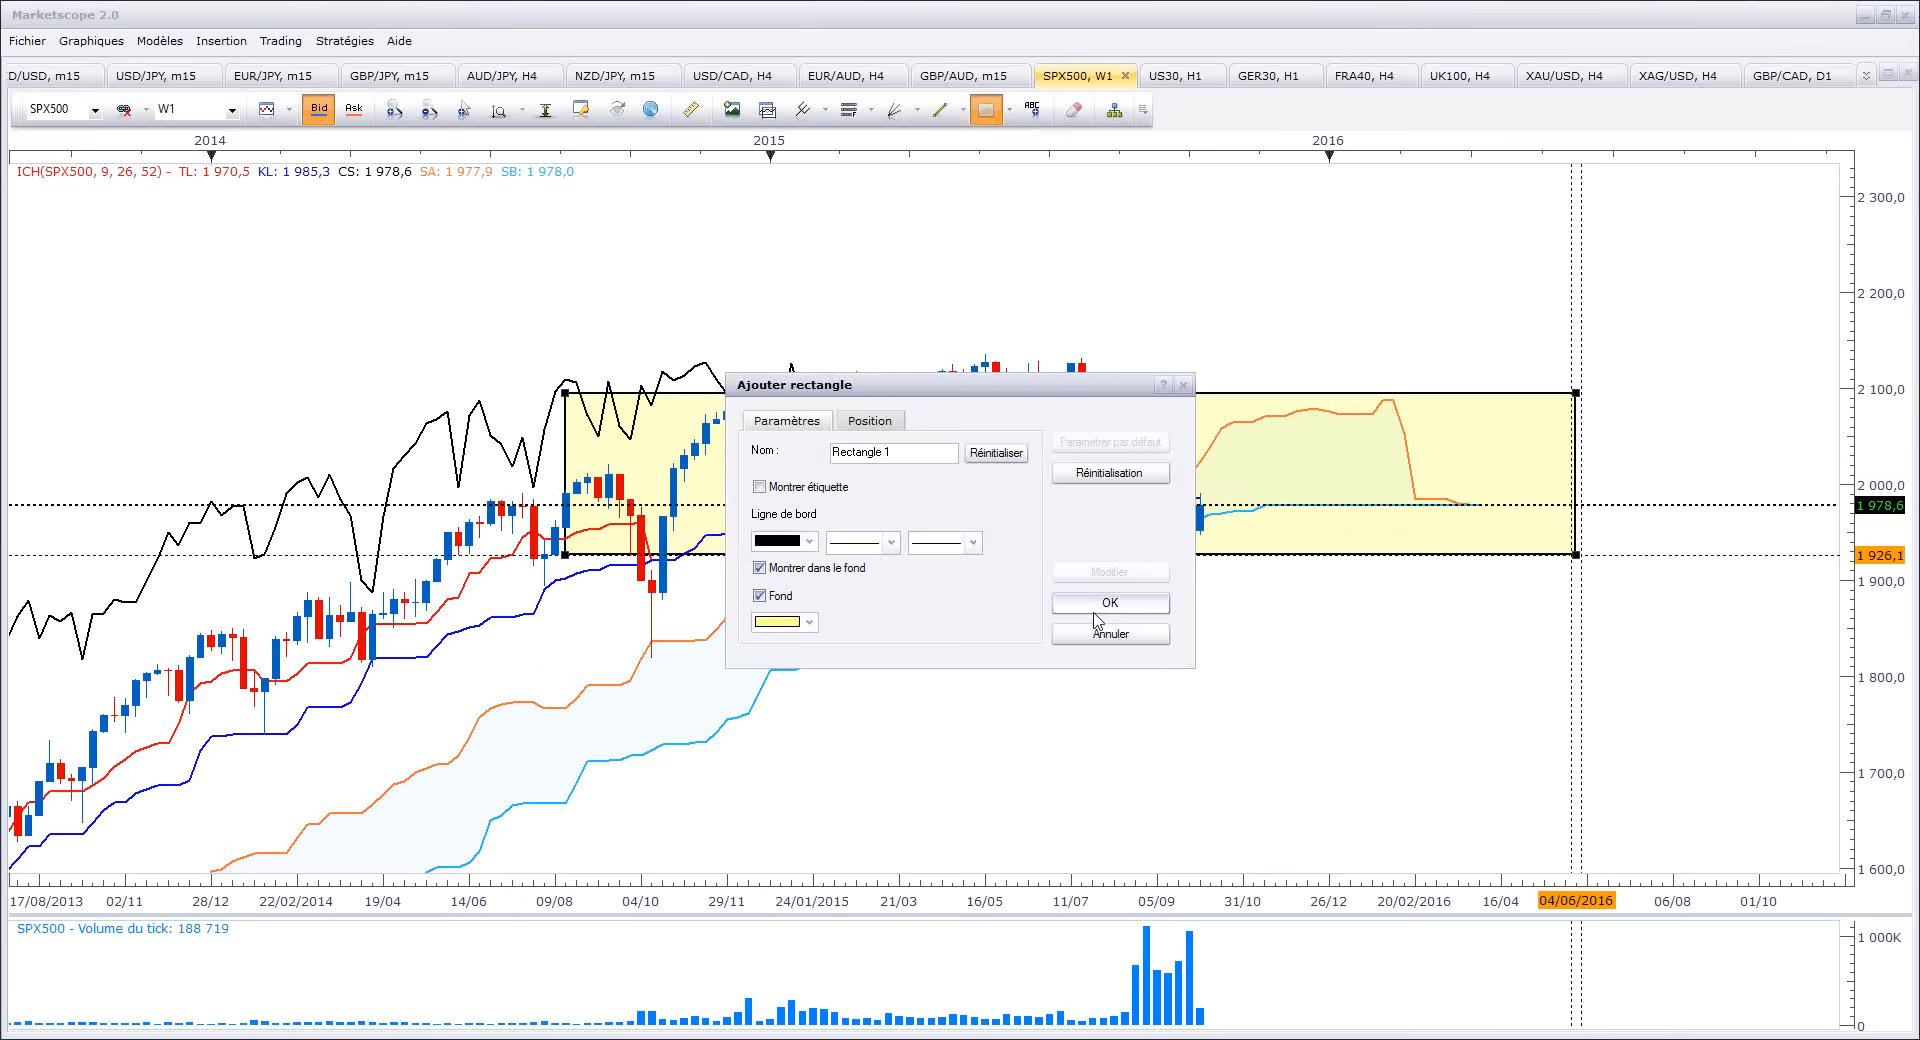 Marketscope 2.0
Fichier Graphiques Modèles Insertion Trading Stratégies Aide
D/USD, m15 USD/JPY, m15 EUR/JPY, m15 GBP/JPY, m15 AUD/JPY, H4 NZD/JPY, m15 USD/CAD, H4 EUR/AUD, H4 GBP/AUD, m15 SPX500, W1 US30, H1 GER30, H1 FRA40, H4 UK100, H4 XAU/USD, H4 XAG/USD, H4 GBP/CAD, D1
SPX500 W1 Bid Ask ABC
2014 2015 2016
ICH(SPX500, 9, 26, 52) - TL: 1 970,5 KL: 1 985,3 CS: 1 978,6 SA: 1 977,9 SB: 1 978,0
2 300,0
2 200,0
2 100,0
2 000,0
1 978,6
1 926,1
1 900,0
1 800,0
1 700,0
1 600,0
Ajouter rectangle
Paramètres Position
Nom : Rectangle 1 Réinitialiser
Paramétrer par défaut
Réinitialisation
Montrer étiquette
Ligne de bord
Montrer dans le fond
Fond
Modifier
OK
Annuler
17/08/2013 02/11 28/12 22/02/2014 19/04 14/06 09/08 04/10 29/11 24/01/2015 21/03 16/05 11/07 05/09 31/10 26/12 20/02/2016 16/04 04/06/2016 06/08 01/10
SPX500 - Volume du tick: 188 719
1 000K
0